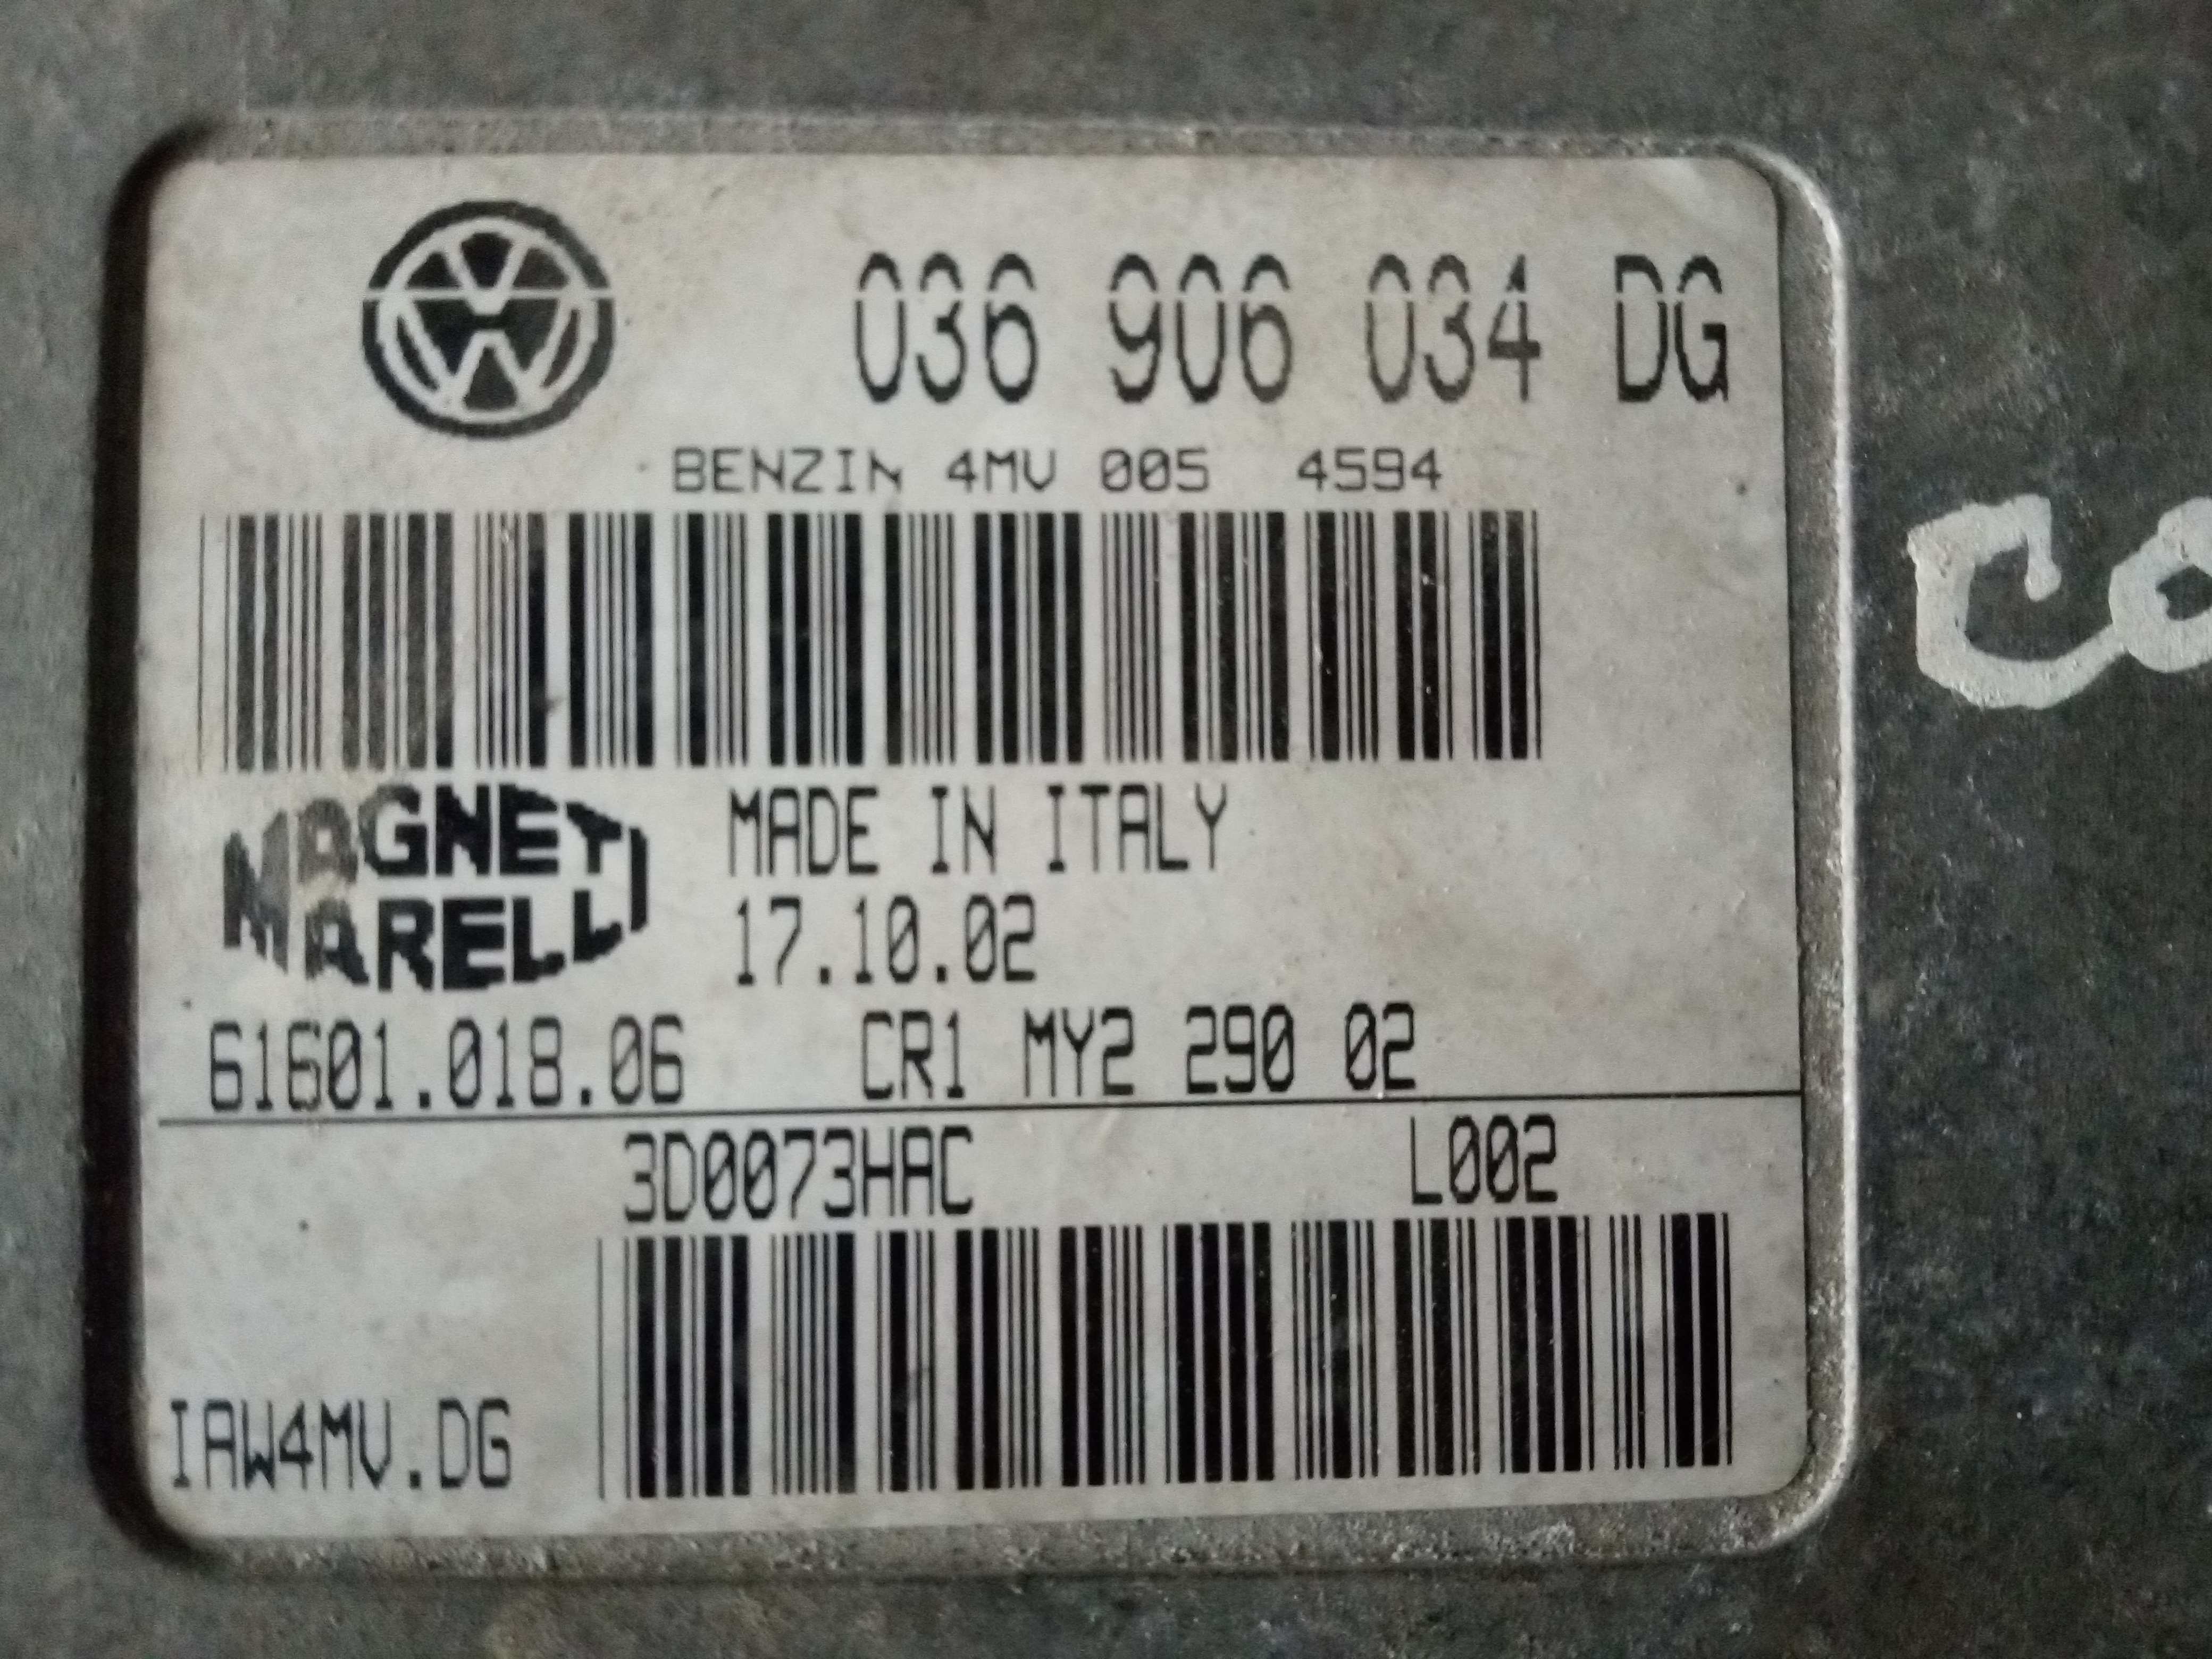 036 906 034 DG
BENZIN 4MV 005 4594
MAGNETI
MARELLI
MADE IN ITALY
17.10.02
61601.018.06 CR1 MY2 290 02
3D0073HAC L002
IAW4MV.DG